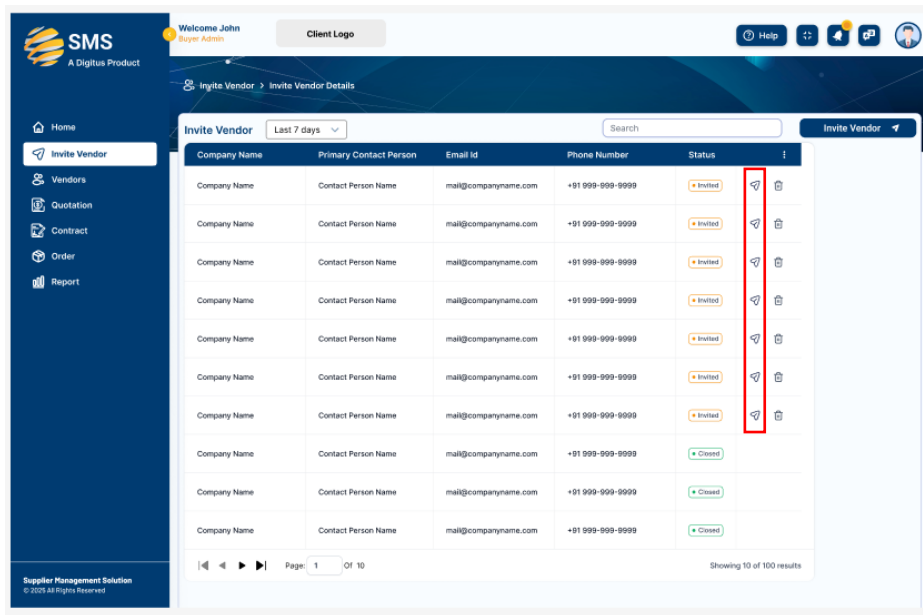 SMS
A Digitus Product
Welcome John
Buyer Admin
Client Logo
Help
Invite Vendor > Invite Vendor Details
Home
Invite Vendor
Vendors
Quotation
Contract
Order
Report
Invite Vendor Last 7 days Search Invite Vendor
Company Name Primary Contact Person Email Id Phone Number Status
Company Name Contact Person Name mail@companyname.com +91 999-999-9999 Invited
Company Name Contact Person Name mail@companyname.com +91 999-999-9999 Invited
Company Name Contact Person Name mail@companyname.com +91 999-999-9999 Invited
Company Name Contact Person Name mail@companyname.com +91 999-999-9999 Invited
Company Name Contact Person Name mail@companyname.com +91 999-999-9999 Invited
Company Name Contact Person Name mail@companyname.com +91 999-999-9999 Invited
Company Name Contact Person Name mail@companyname.com +91 999-999-9999 Invited
Company Name Contact Person Name mail@companyname.com +91 999-999-9999 Closed
Company Name Contact Person Name mail@companyname.com +91 999-999-9999 Closed
Company Name Contact Person Name mail@companyname.com +91 999-999-9999 Closed
Page: 1 Of 10 Showing 10 of 100 results
Supplier Management Solution
© 2025 All Rights Reserved